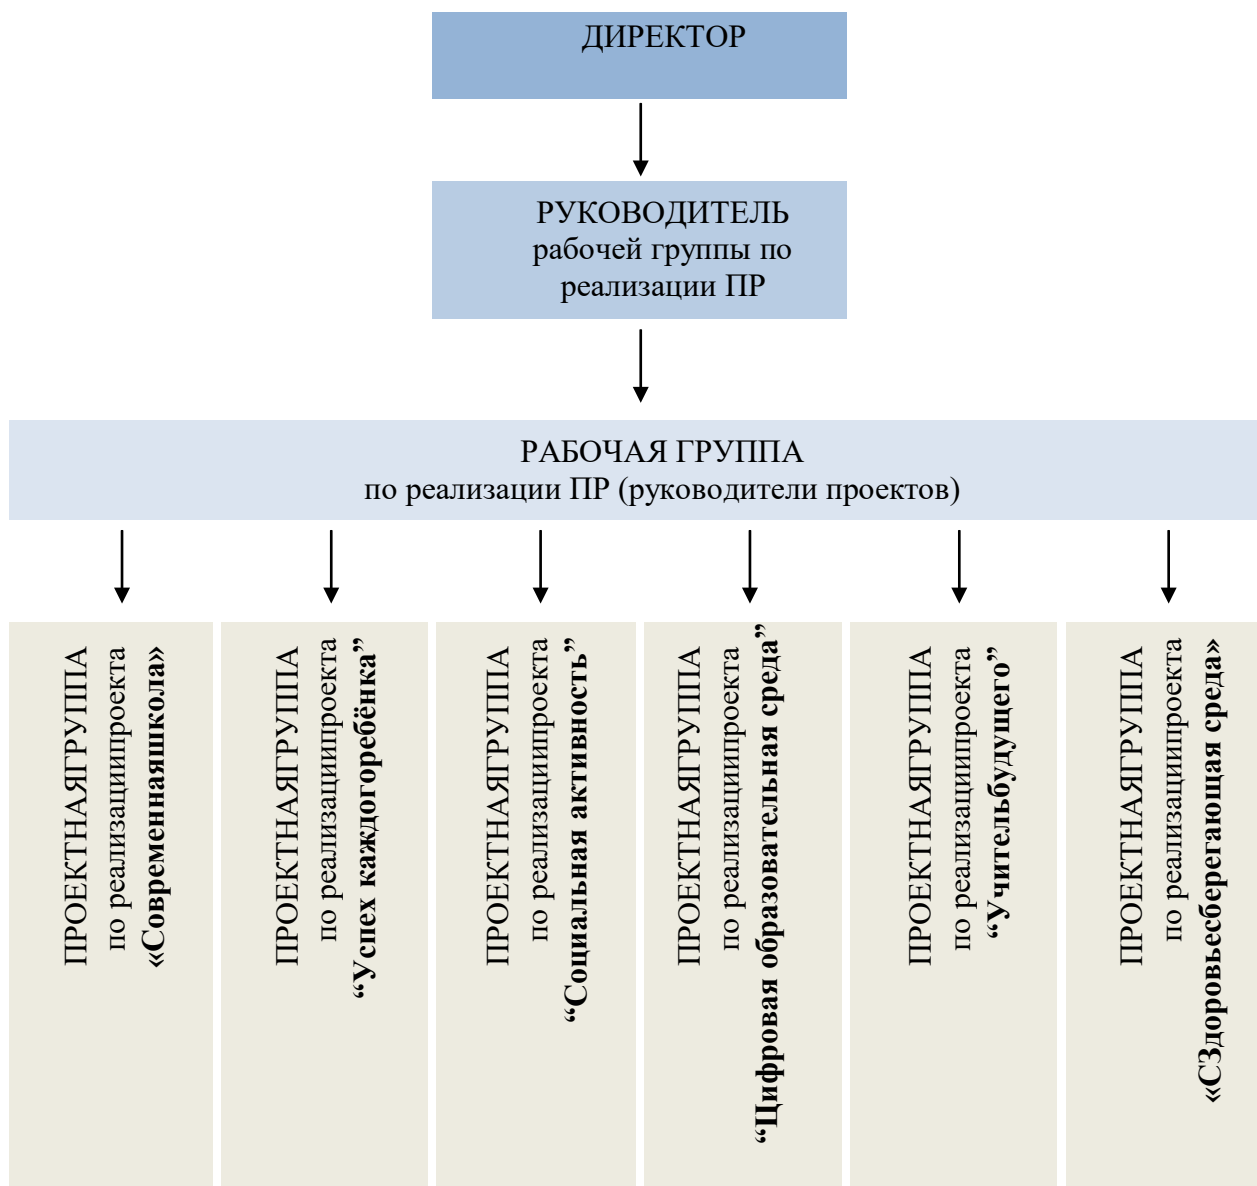 ДИРЕКТОР
РУКОВОДИТЕЛЬ
рабочей группы по
реализации ПР
РАБОЧАЯ ГРУППА
по реализации ПР (руководители проектов)
ПРОЕКТНАЯГРУППА
по реализациипроекта
«Современнаяшкола»
ПРОЕКТНАЯГРУППА
по реализациипроекта
“Успех каждогоребёнка”
ПРОЕКТНАЯГРУППА
по реализациипроекта
“Социальная активность”
ПРОЕКТНАЯГРУППА
по реализациипроекта
“Цифровая образовательная среда”
ПРОЕКТНАЯГРУППА
по реализациипроекта
“Учительбудущего”
ПРОЕКТНАЯГРУППА
по реализациипроекта
«СЗдоровьесберегающая среда»